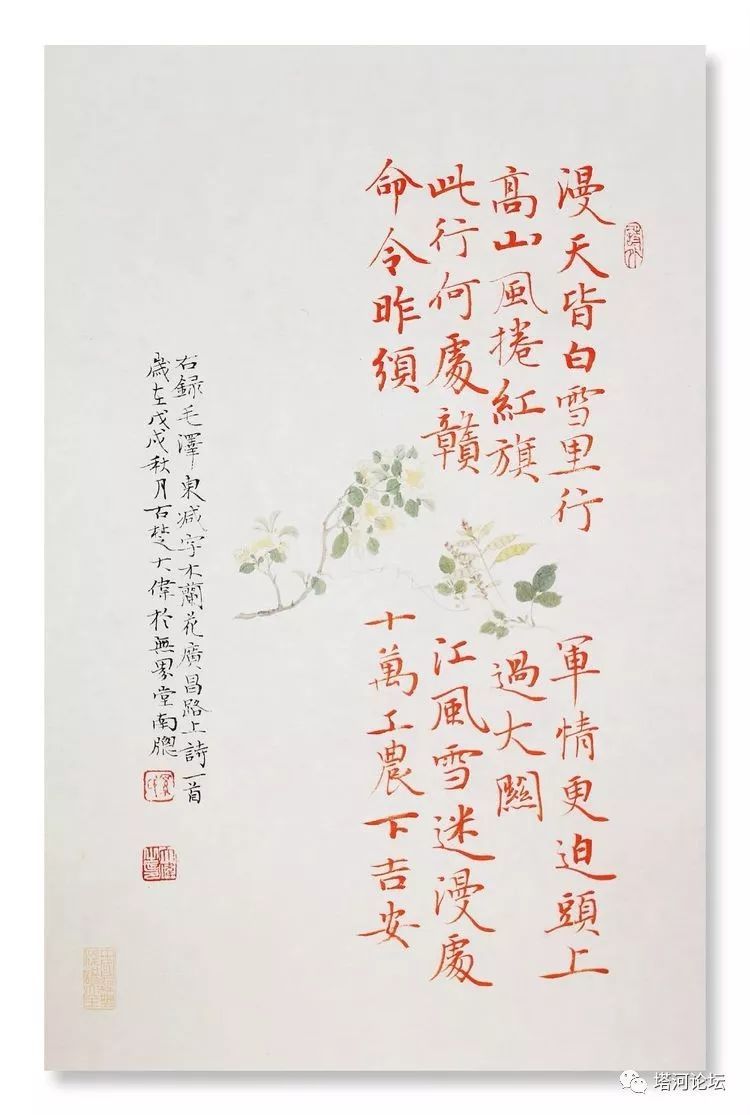 漫天皆白雪里行軍情更迫頭上
髙山風捲紅旗過大關
此行何處贛江風雪迷漫處
命令昨頒十萬工農下吉安
右録毛澤東减字木蘭花廣昌路上詩一首
歲在戊戌秋月石楚大偉於無界堂南牕
塔河论坛